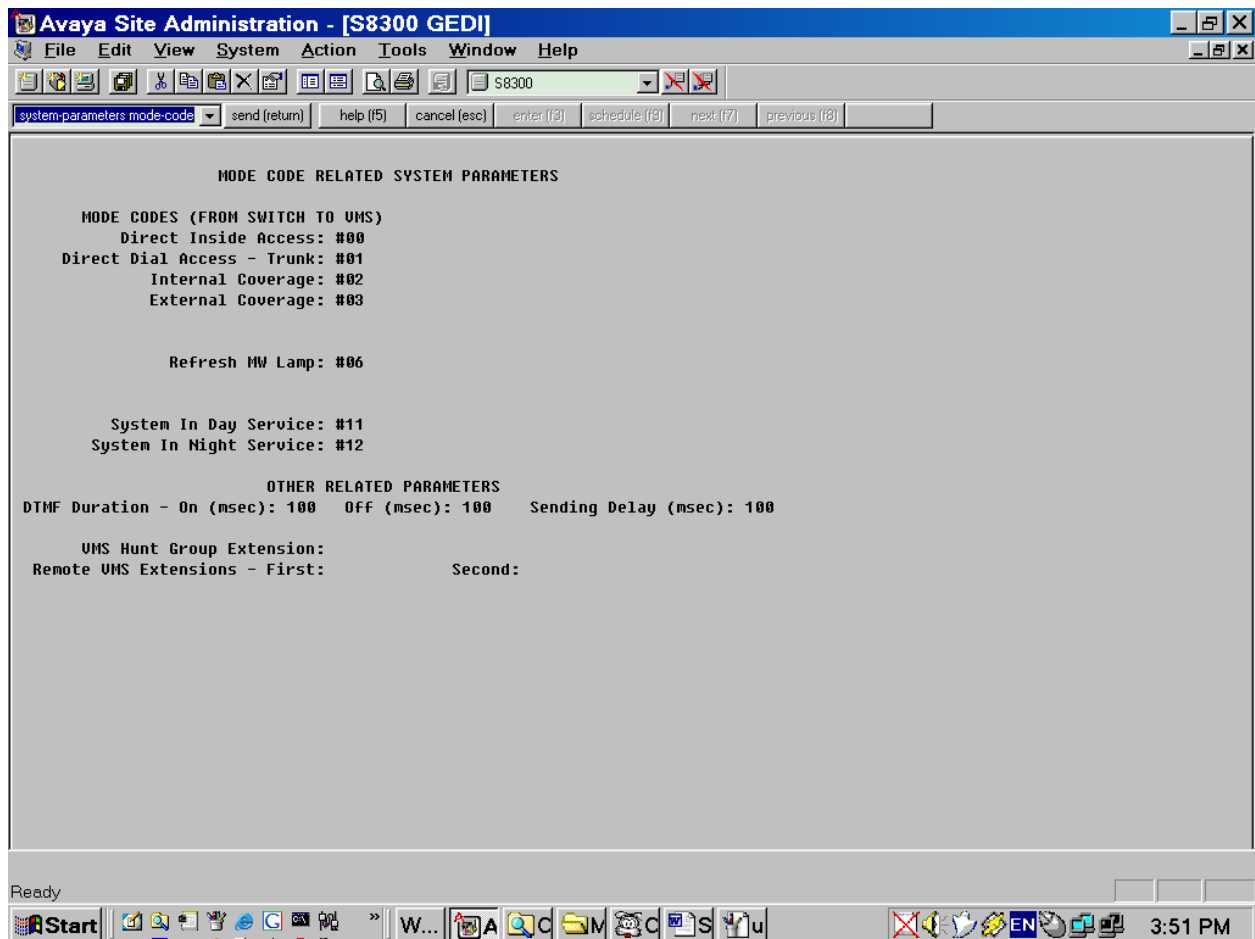 Avaya Site Administration - [S8300 GEDI]
File Edit View System Action Tools Window Help
S8300
system-parameters mode-code send (return) help (f5) cancel (esc) enter (f3) schedule (f9) next (f7) previous (f8)
MODE CODE RELATED SYSTEM PARAMETERS
MODE CODES (FROM SWITCH TO VMS)
Direct Inside Access: #00
Direct Dial Access - Trunk: #01
Internal Coverage: #02
External Coverage: #03
Refresh MW Lamp: #06
System In Day Service: #11
System In Night Service: #12
OTHER RELATED PARAMETERS
DTMF Duration - On (msec): 100 Off (msec): 100 Sending Delay (msec): 100
VMS Hunt Group Extension:
Remote VMS Extensions - First: Second:
Ready
Start » W... A C M C S u EN 3:51 PM